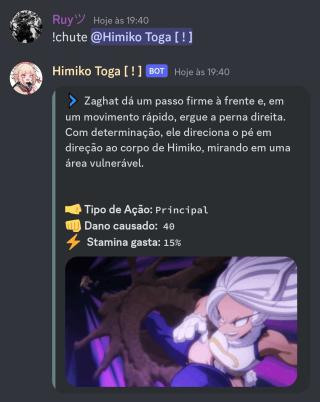 Ruyツ Hoje às 19:40
!chute @Himiko Toga [ ! ]
Himiko Toga [ ! ] BOT Hoje às 19:40
Zaghat dá um passo firme à frente e, em
um movimento rápido, ergue a perna direita.
Com determinação, ele direciona o pé em
direção ao corpo de Himiko, mirando em uma
área vulnerável.
Tipo de Ação: Principal
Dano causado: 40
Stamina gasta: 15%